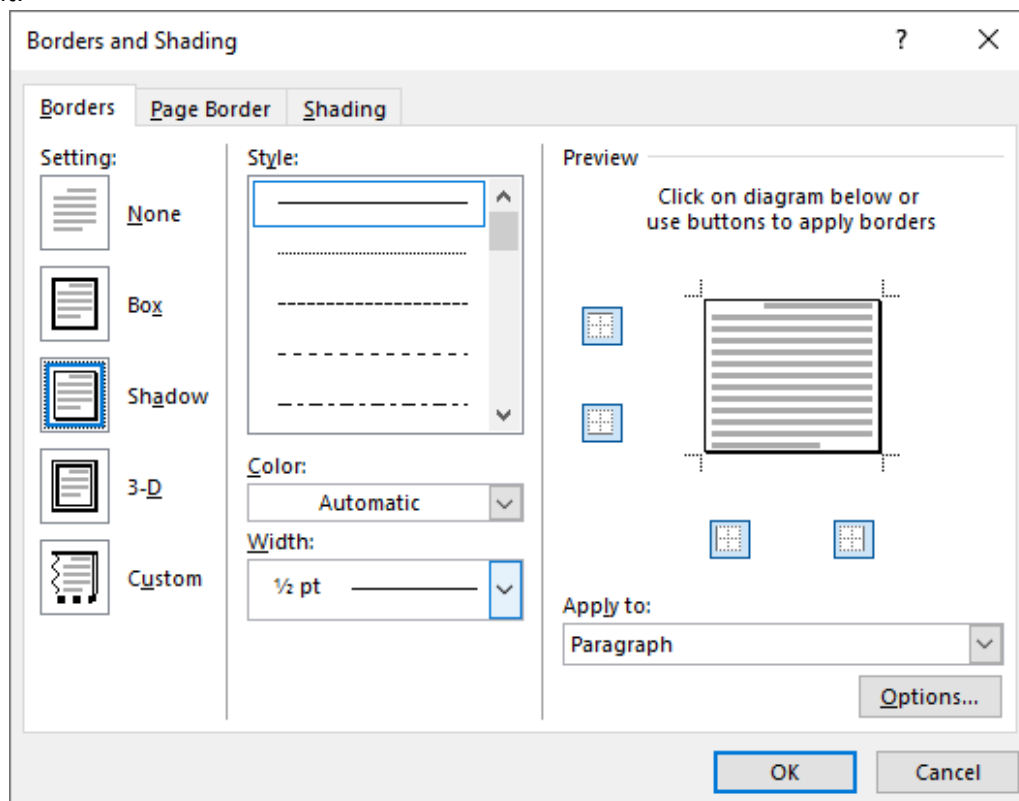 Borders and Shading
?
Borders
Page Border
Shading
Setting:
None
Box
Shadow
3-D
Custom
Style:
Color:
Automatic
Width:
½ pt
Preview
Click on diagram below or
use buttons to apply borders
Apply to:
Paragraph
Options...
OK
Cancel